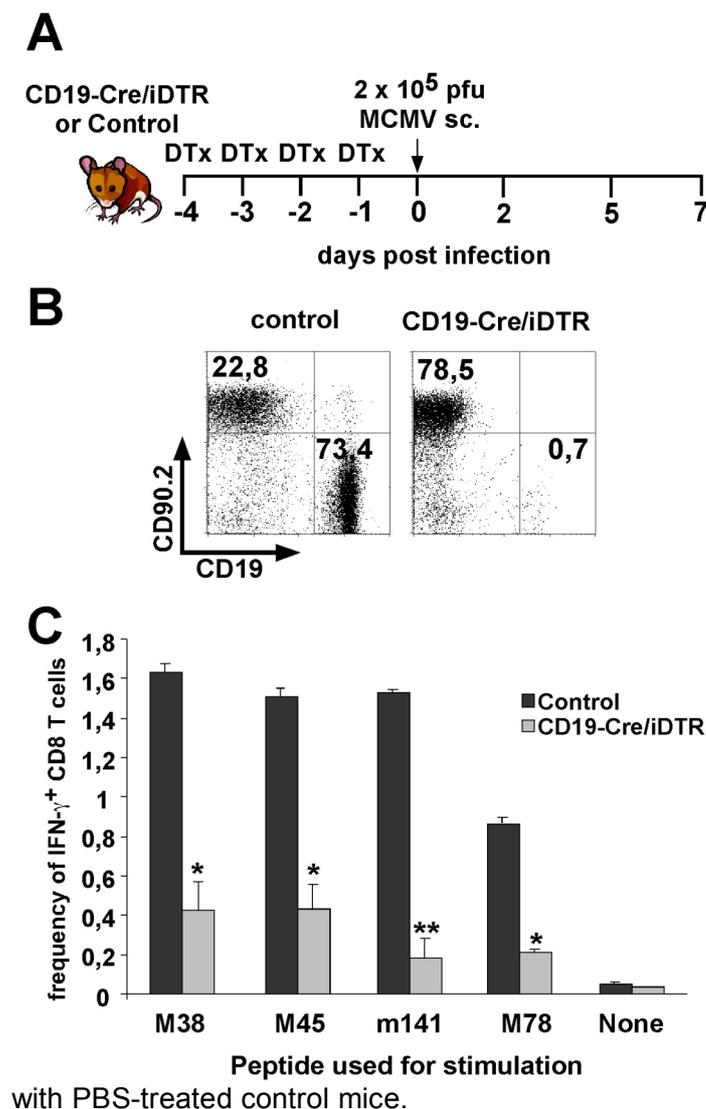 A
CD19-Cre/iDTR
or Control
2 x 10⁵ pfu
MCMV sc.
DTx DTx DTx DTx
-4 -3 -2 -1 0 2 5 7
days post infection
B
control CD19-Cre/iDTR
22,8 78,5
73,4 0,7
CD90.2
CD19
C
frequency of IFN-γ⁺ CD8 T cells
1,8
1,6
1,4
1,2
1
0,8
0,6
0,4
0,2
0
Control
CD19-Cre/iDTR
* * ** *
M38 M45 m141 M78 None
Peptide used for stimulation
with PBS-treated control mice.